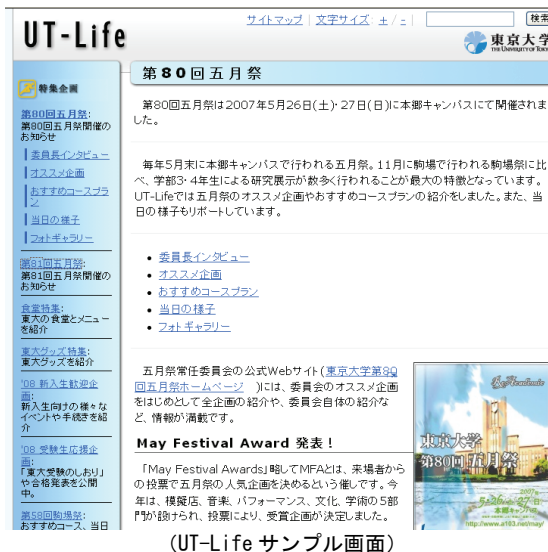 UT-Life
サイトマップ | 文字サイズ: + / - |
検索
東京大学
THE UNIVERSITY OF TOKYO
特集企画
第80回五月祭:
第80回五月祭開催の
お知らせ
委員長インタビュー
オススメ企画
おすすめコースプラ
ン
当日の様子
フォトギャラリー
第81回五月祭:
第81回五月祭開催の
お知らせ
食堂特集:
東大の食堂とメニュー
を紹介
東大グッズ特集:
東大グッズを紹介
'08 新入生歓迎企
画:
新入生向けの様々な
イベントや手続きを紹
介
'08 受験生応援企
画:
「東大受験のしおり」
や合格発表を公開
中。
第58回駒場祭:
おすすめコース、当日
第80回五月祭
第80回五月祭は2007年5月26日(土)・27日(日)に本郷キャンパスにて開催されま
した。
毎年5月末に本郷キャンパスで行われる五月祭。11月に駒場で行われる駒場祭に比
べ、学部3・4年生による研究展示が数多く行われることが最大の特徴となっています。
UT-Lifeでは五月祭のオススメ企画やおすすめコースプランの紹介をしました。また、当
日の様子もリポートしています。
委員長インタビュー
オススメ企画
おすすめコースプラン
当日の様子
フォトギャラリー
五月祭常任委員会の公式Webサイト(東京大学第80
回五月祭ホームページ )には、委員会のオススメ企画
をはじめとして全企画の紹介や、委員会自体の紹介な
ど、情報が満載です。
May Festival Award 発表！
「May Festival Awards」略してMFAとは、来場者から
の投票で五月祭の人気企画を決めるという催しです。今
年は、模擬店、音楽、パフォーマンス、文化、学術の5部
門が設けられ、投票により、受賞企画が決定しました。
東京大学
第80回五月祭
2007
5・26・27日
本郷キャンパス
http://www.a103.net/may/
(UT-Lifeサンプル画面)